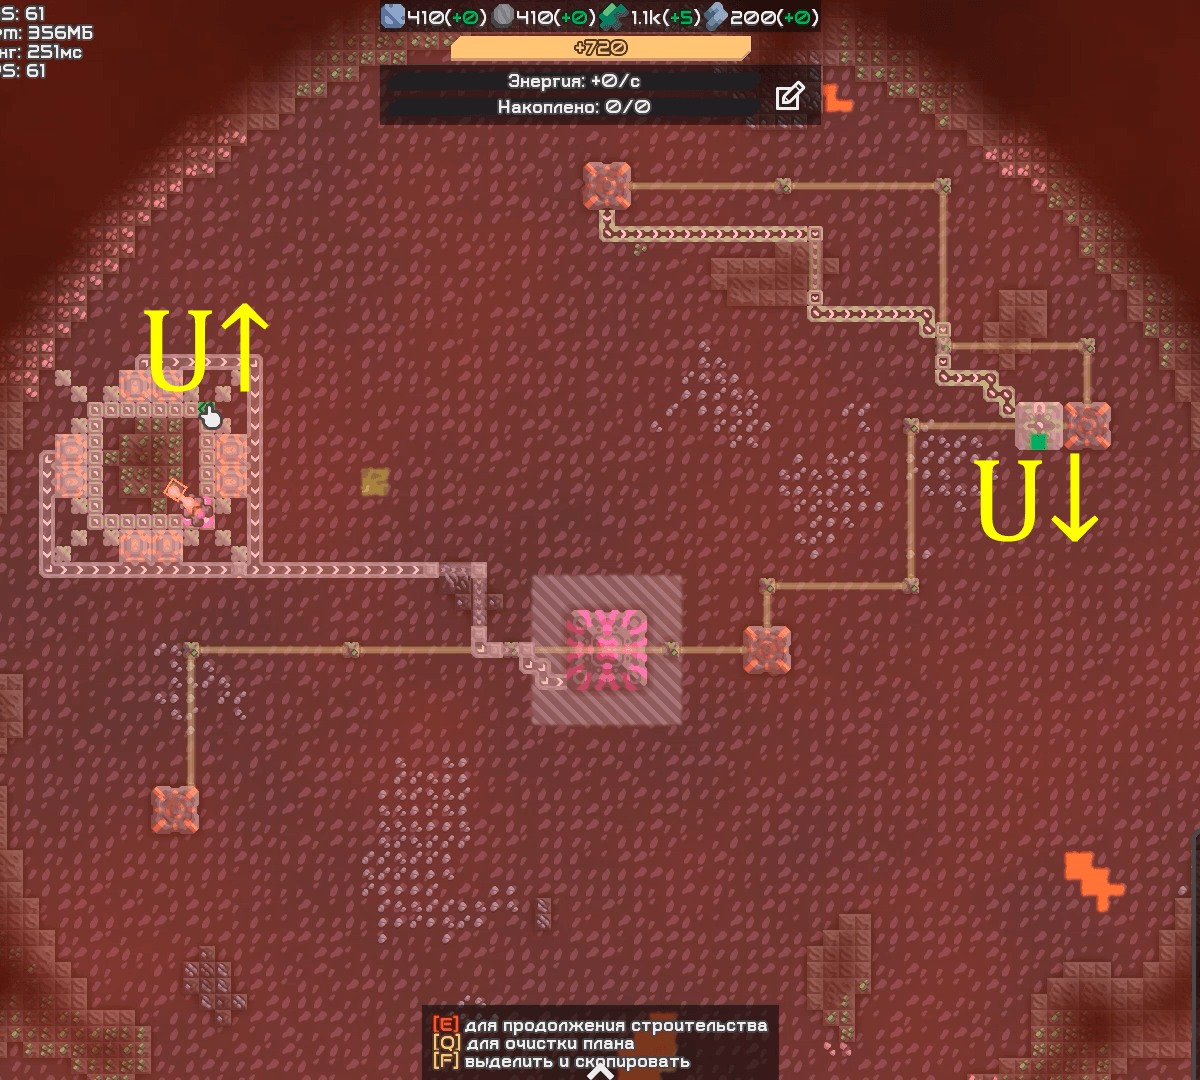 S: 61
m: 356МБ
нг: 251мс
S: 61
410(+0) 410(+0) 1.1k(+5) 200(+0)
+720
Энергия: +0/с
Накоплено: 0/0
U↑
U↓
[E] для продолжения строительства
[Q] для очистки плана
[F] выделить и скопировать